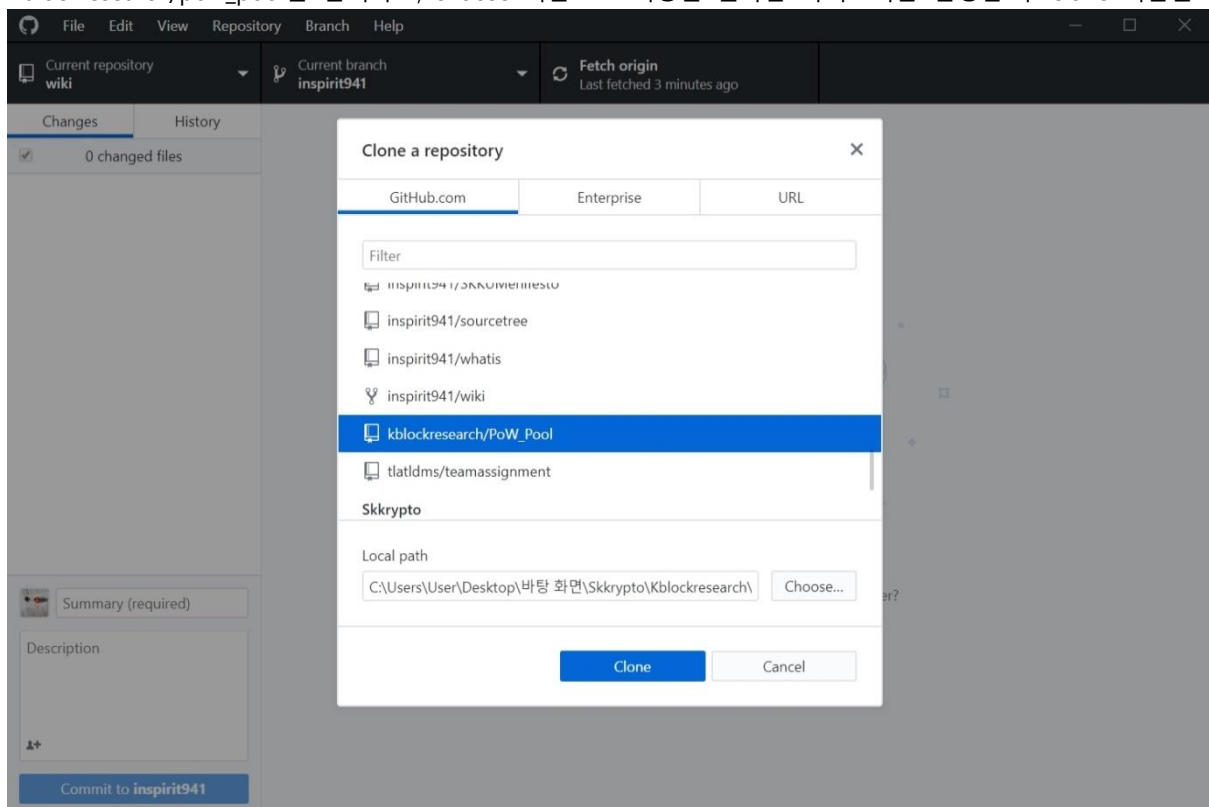 File Edit View Repository Branch Help
Current repository
wiki
Current branch
inspirit941
Fetch origin
Last fetched 3 minutes ago
Changes History
0 changed files
Clone a repository
GitHub.com Enterprise URL
Filter
inspirit941/sourcetree
inspirit941/whatis
inspirit941/wiki
kblockresearch/PoW_Pool
tlatldms/teamassignment
Skkrypto
Local path
C:\Users\User\Desktop\바탕 화면\Skkrypto\Kblockresearch\ Choose...
er?
Summary (required)
Description
Clone Cancel
Commit to inspirit941